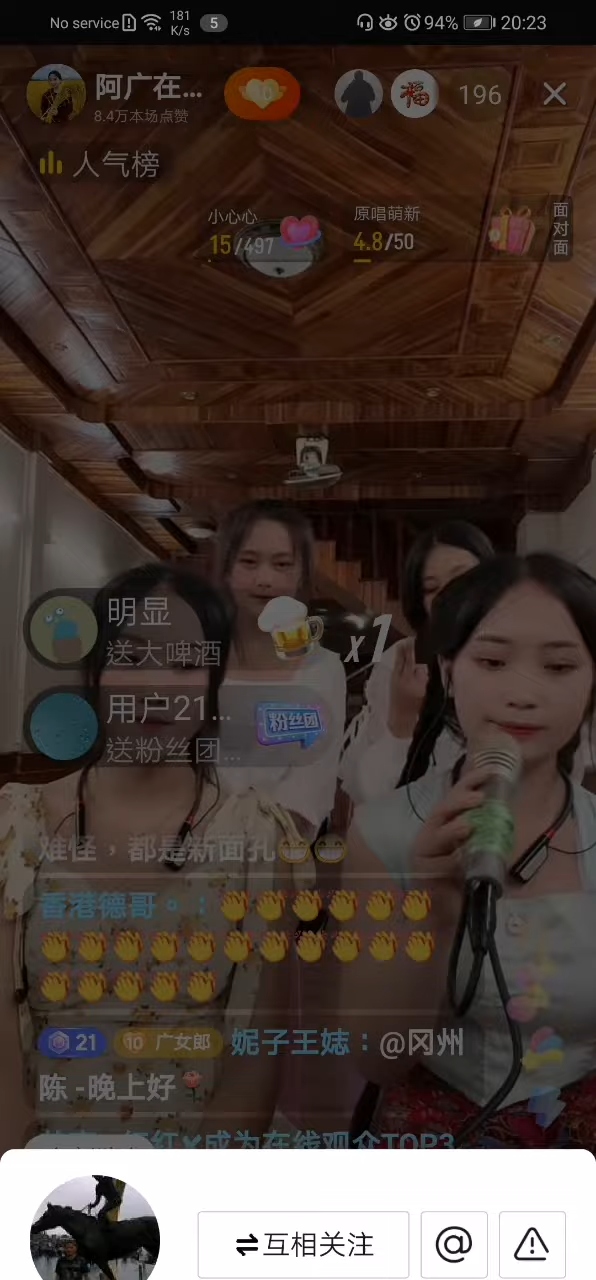 No service
181
K/s
5
94%
20:23
阿广在...
8.4万本场点赞
196
人气榜
小心心
15/497
原唱萌新
4.8/50
面对面
明显
送大啤酒
x1
用户21...
送粉丝团...
粉丝团
难怪，都是新面孔😁😁
香港德哥。：👏👏👏👏👏👏
👏👏👏👏👏👏👏👏👏👏👏
👏👏👏👏👏
21 10 广女郎 妮子王婊：@冈州
陈 -晚上好🌹
成为在线观众TOP3
互相关注
@